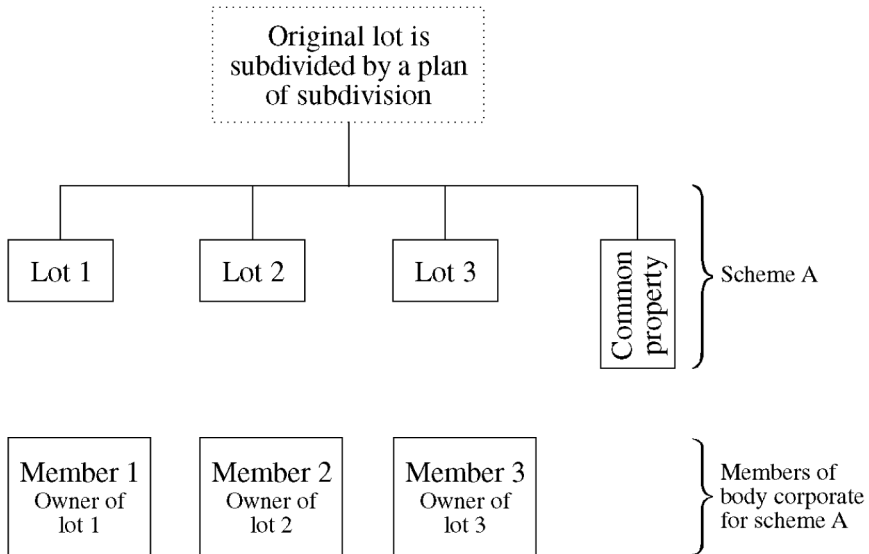 Original lot is
subdivided by a plan
of subdivision
Lot 1
Lot 2
Lot 3
Common
property
Scheme A
Member 1
Owner of
lot 1
Member 2
Owner of
lot 2
Member 3
Owner of
lot 3
Members of
body corporate
for scheme A